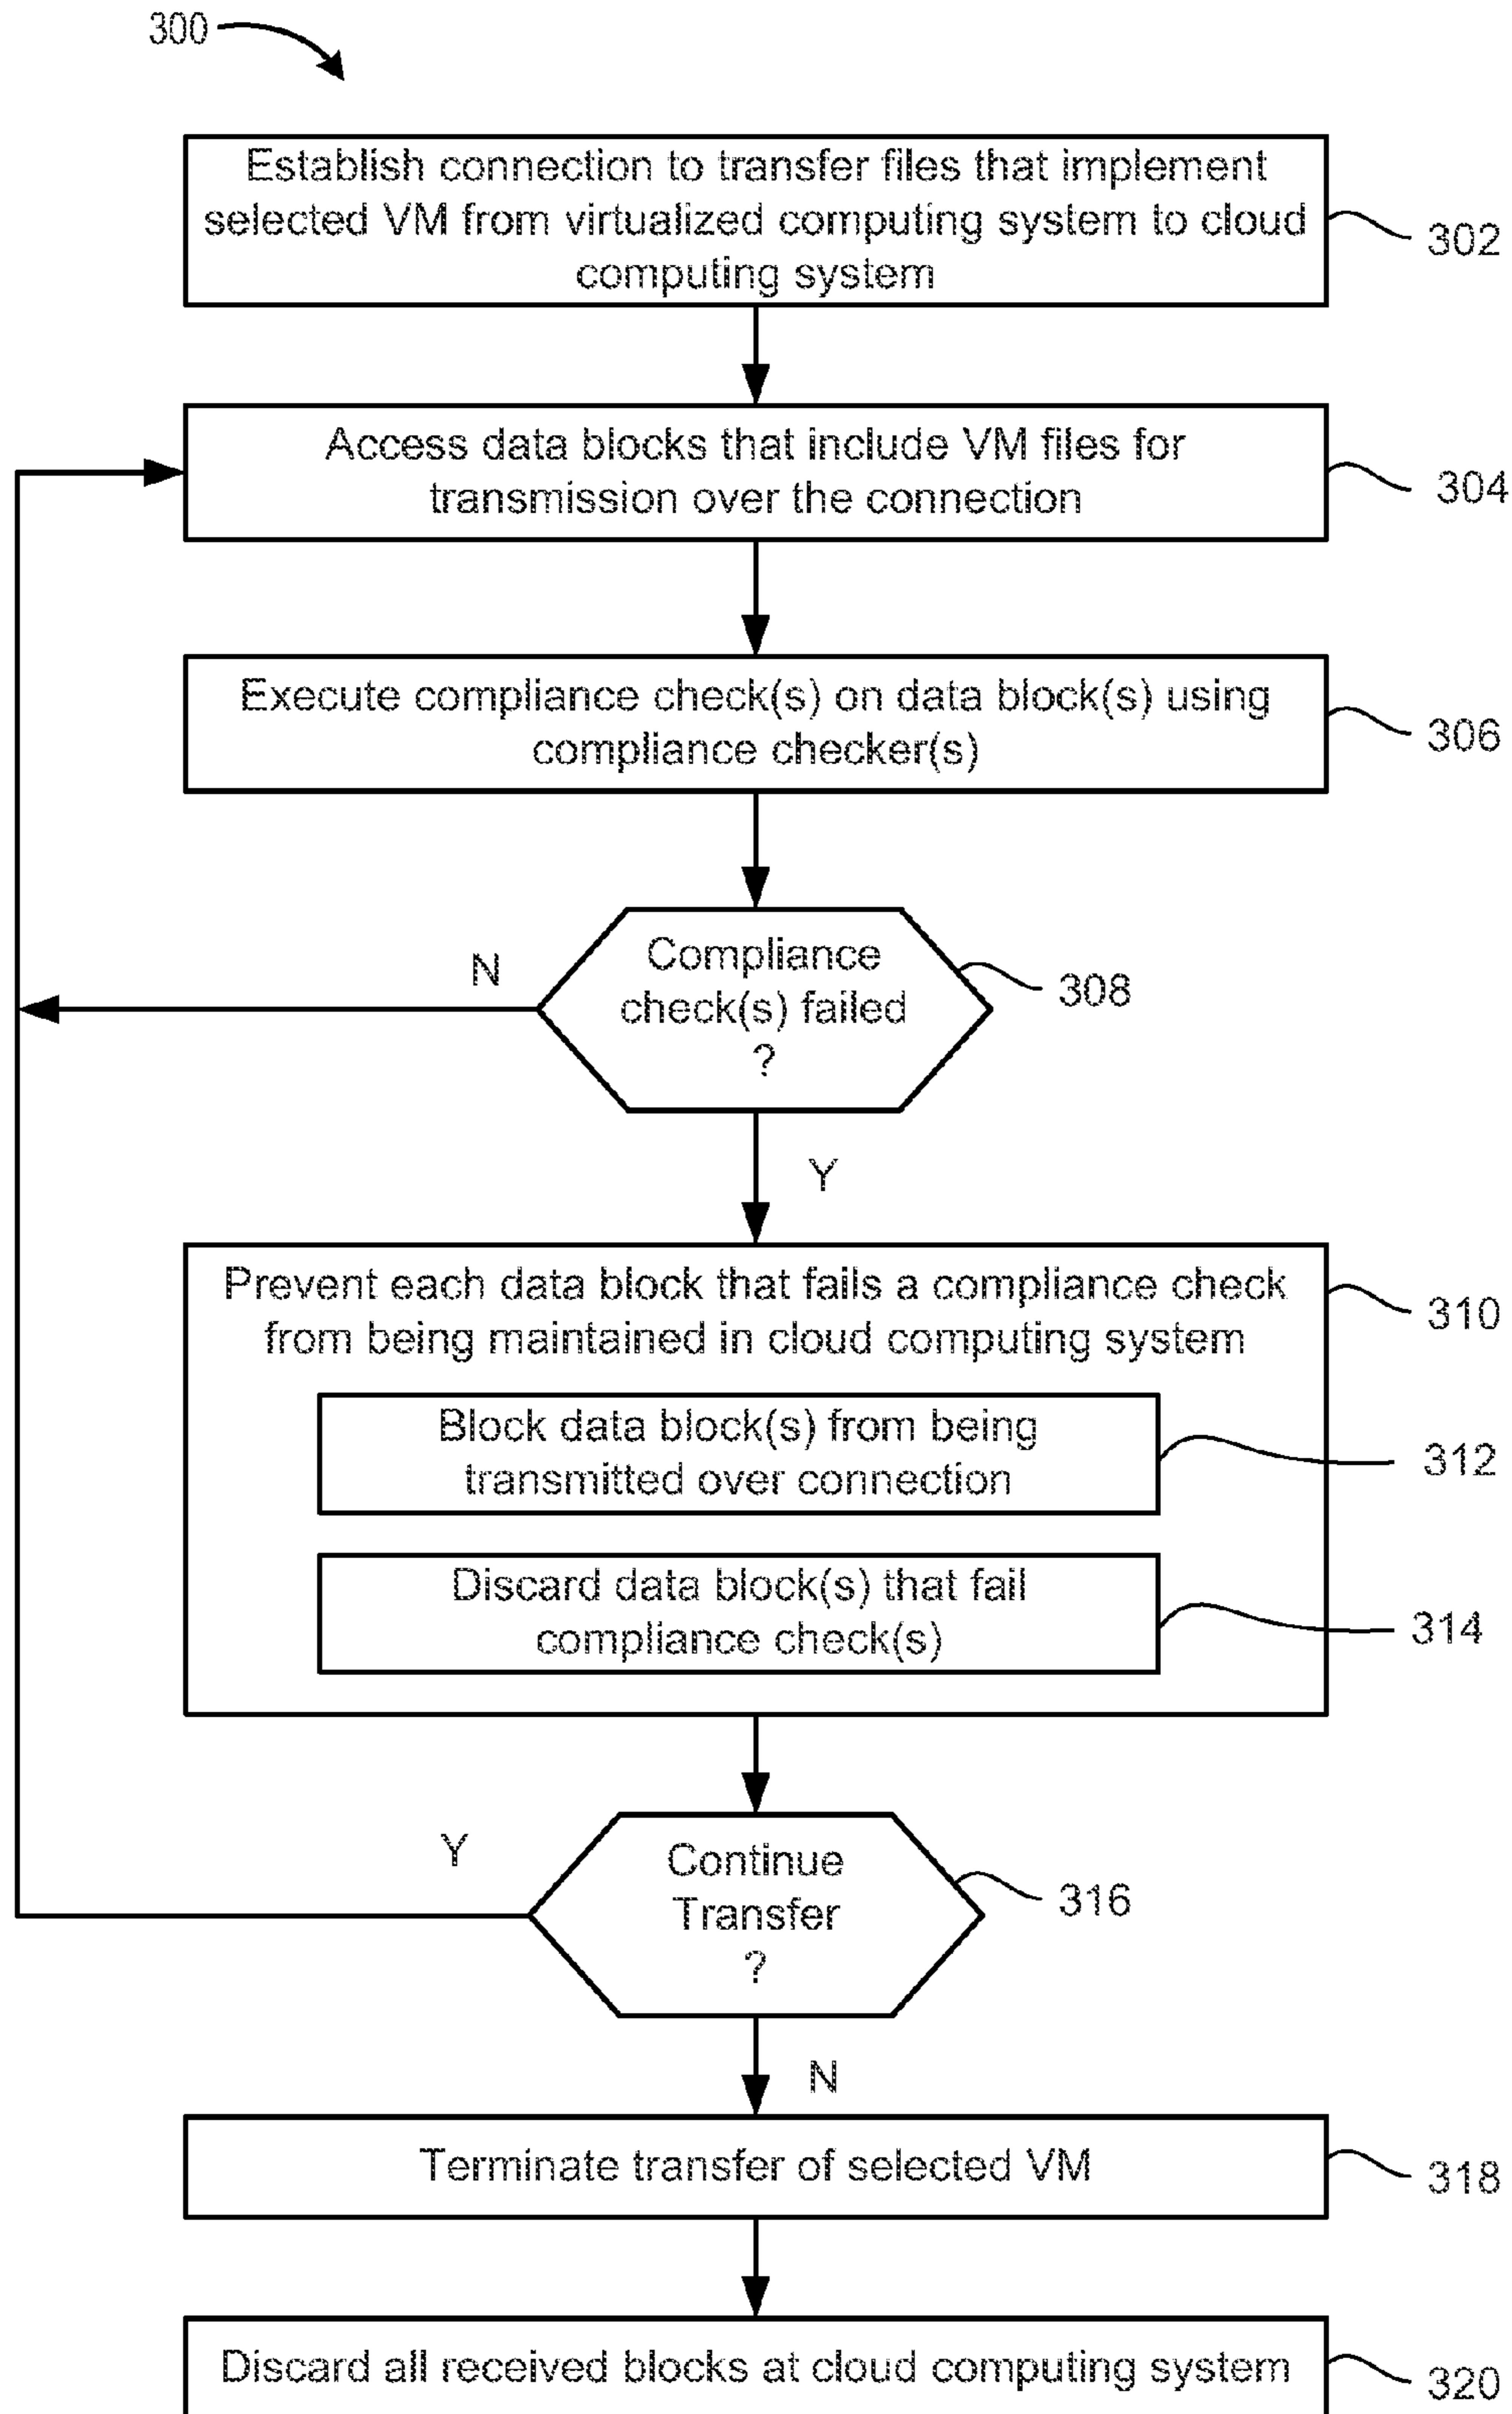 300
Establish connection to transfer files that implement
selected VM from virtualized computing system to cloud
computing system
302
Access data blocks that include VM files for
transmission over the connection
304
Execute compliance check(s) on data block(s) using
compliance checker(s)
306
N
Compliance
check(s) failed
?
308
Y
Prevent each data block that fails a compliance check
from being maintained in cloud computing system
310
Block data block(s) from being
transmitted over connection
312
Discard data block(s) that fail
compliance check(s)
314
Y
Continue
Transfer
?
316
N
Terminate transfer of selected VM
318
Discard all received blocks at cloud computing system
320